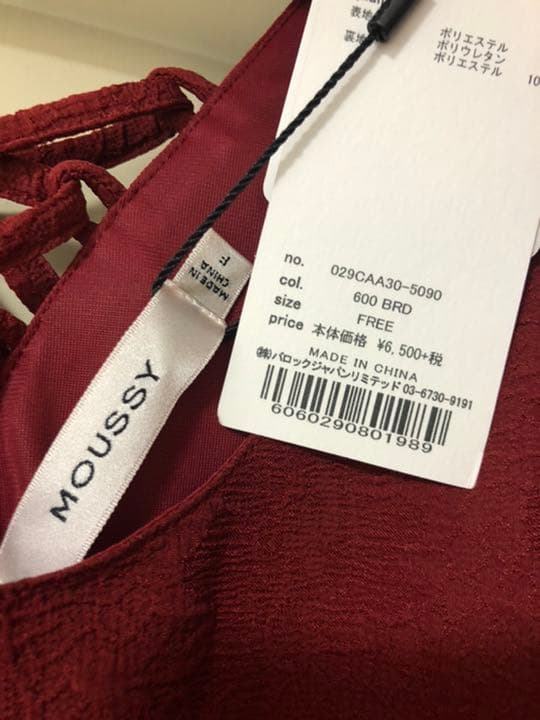 表地
ポリエステル
ポリウレタン
裏地
ポリエステル
10
no. 029CAA30-5090
col. 600 BRD
size FREE
price 本体価格 ¥6,500+税
MADE IN CHINA
㈱バロックジャパンリミテッド 03-6730-9191
6060290801989
MADE IN
CHINA
F
MOUSSY